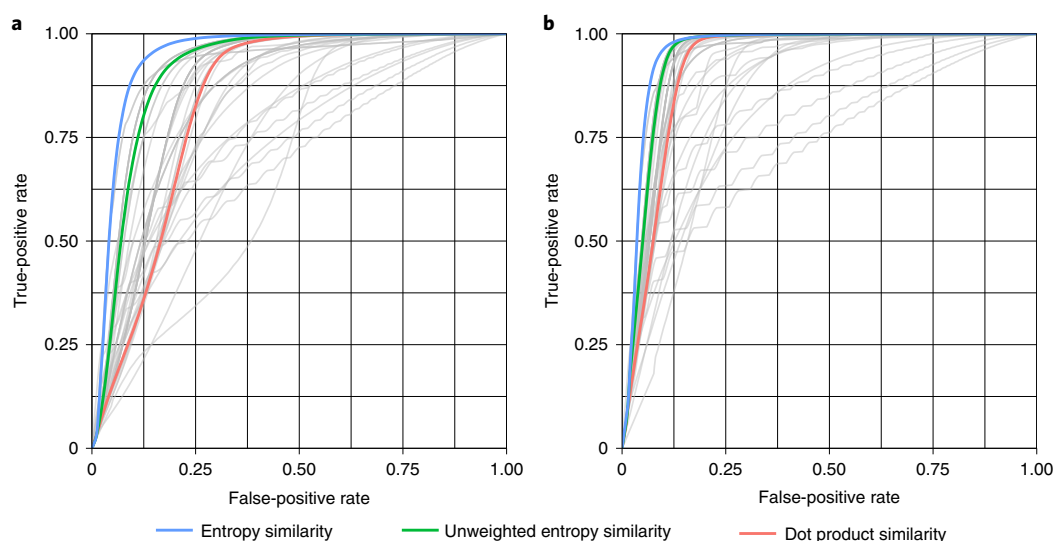 a
1.00
0.75
0.50
0.25
0
True-positive rate
0 0.25 0.50 0.75 1.00
False-positive rate
b
1.00
0.75
0.50
0.25
0
True-positive rate
0 0.25 0.50 0.75 1.00
False-positive rate
Entropy similarity Unweighted entropy similarity Dot product similarity